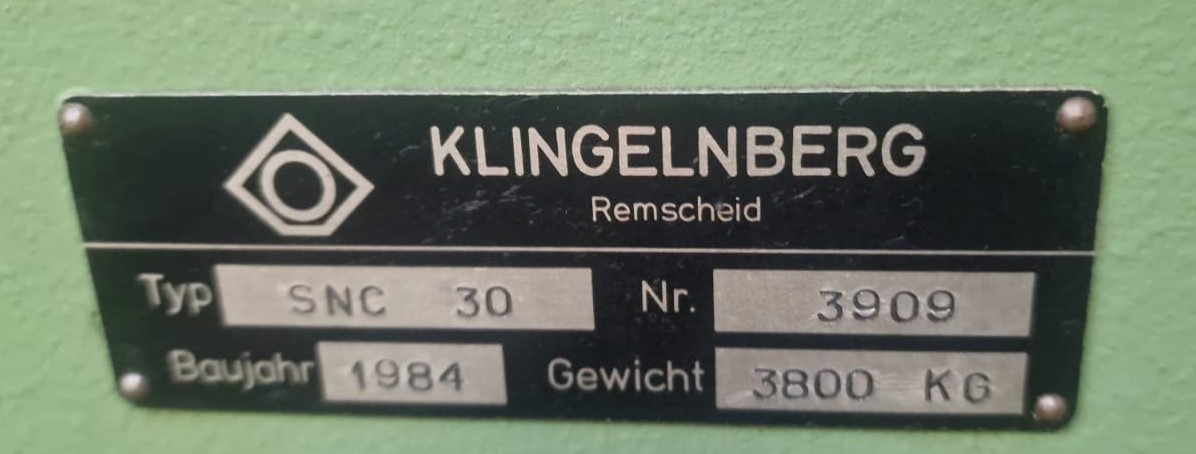 KLINGELNBERG
Remscheid
Typ SNC 30 Nr. 3909
Baujahr 1984 Gewicht 3800 KG